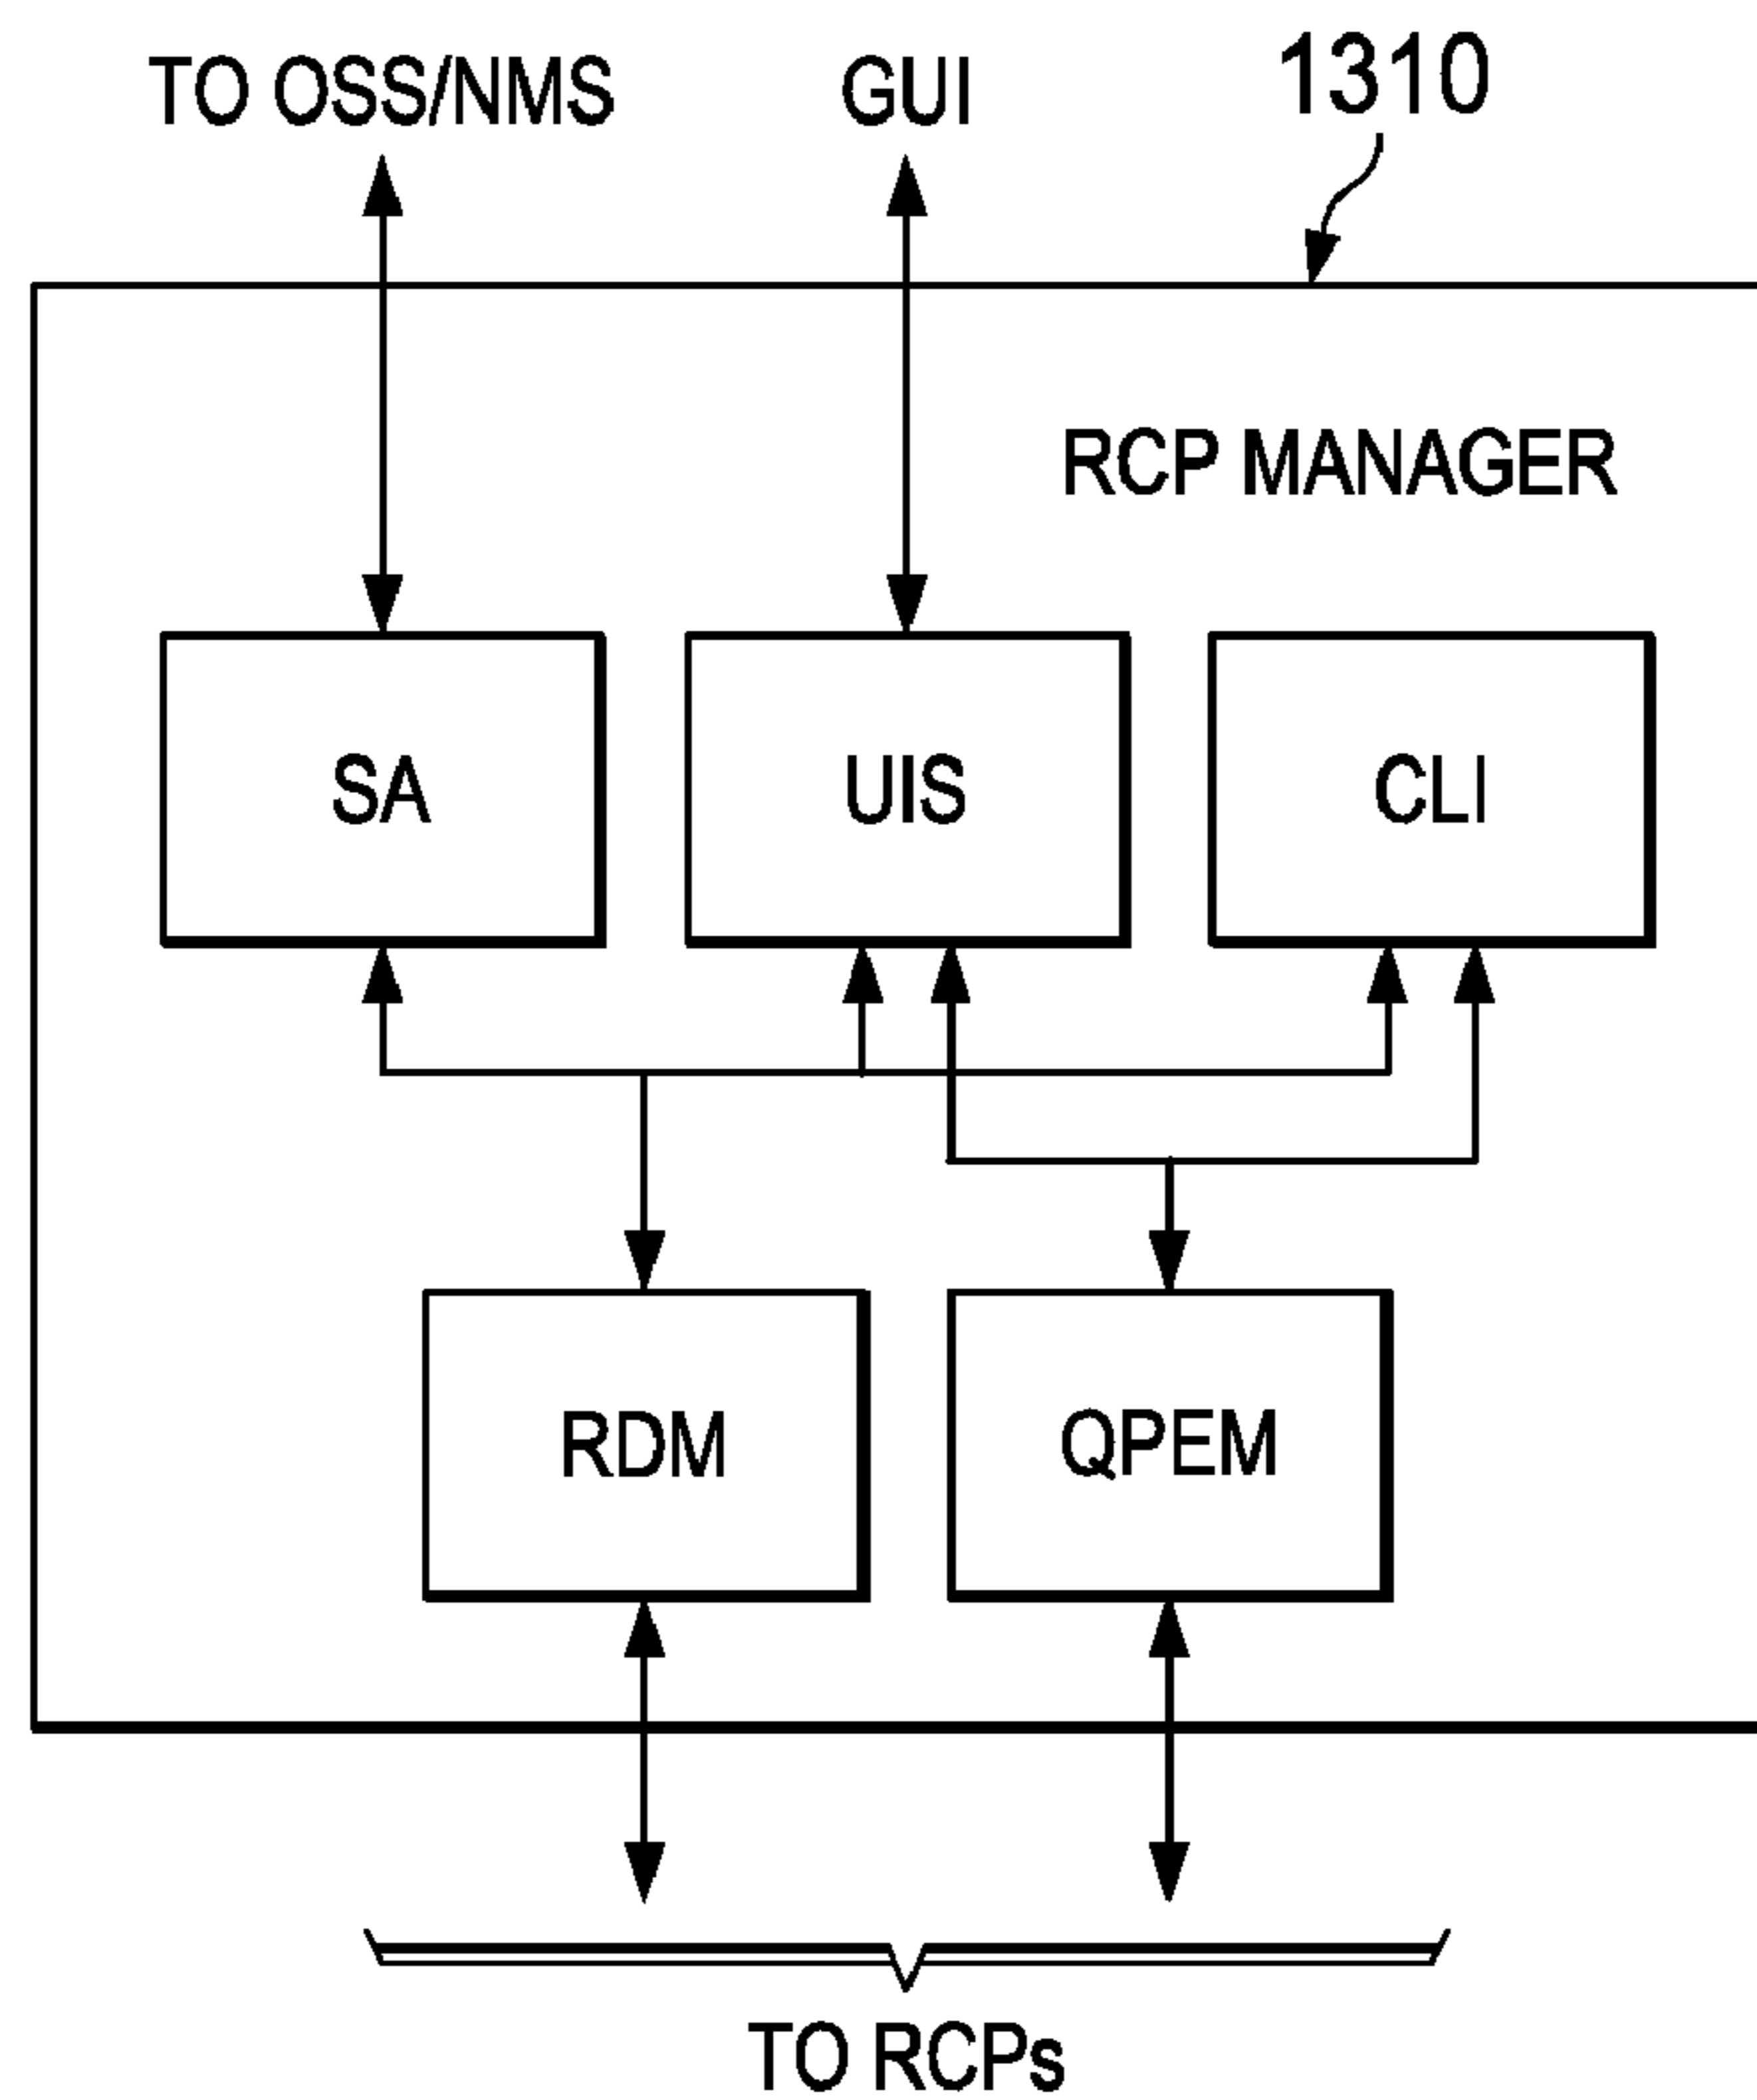 TO OSS/NMS
GUI
1310
RCP MANAGER
SA
UIS
CLI
RDM
QPEM
TO RCPs